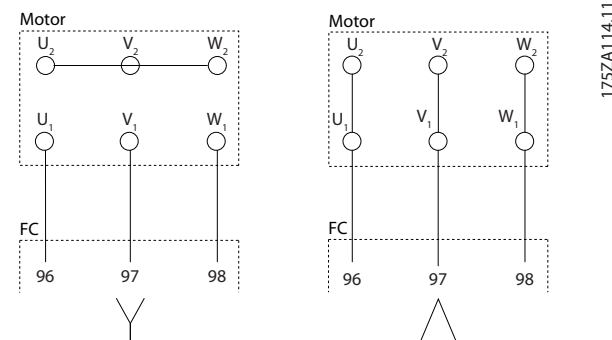 Motor
U2 V2 W2
U1 V1 W1
FC
96 97 98
Motor
U2 V2 W2
U1 V1 W1
FC
96 97 98
175ZA114.11